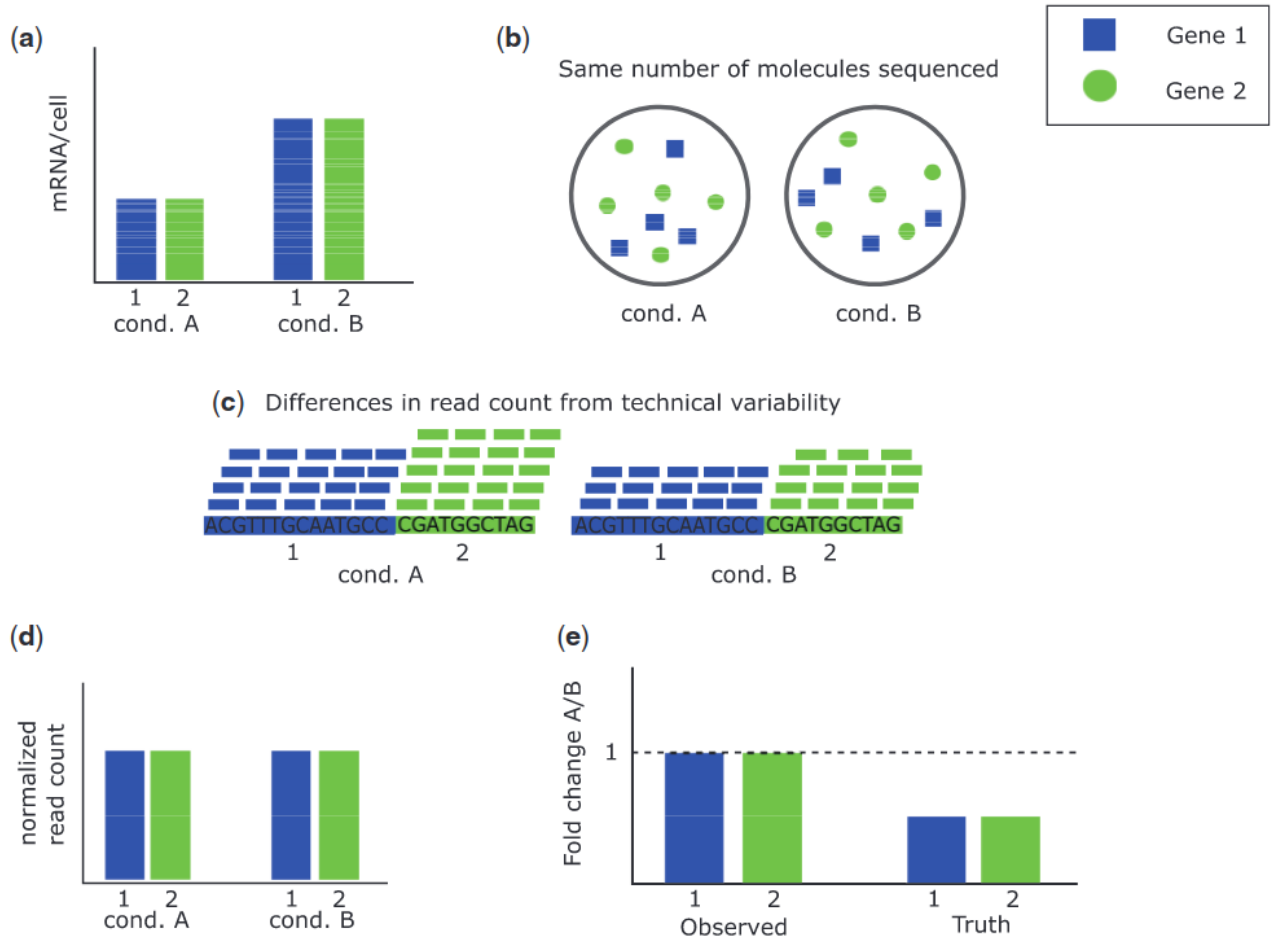 (a)
mRNA/cell
1 2 1 2
cond. A cond. B
(b)
Same number of molecules sequenced
cond. A cond. B
Gene 1
Gene 2
(c) Differences in read count from technical variability
ACGTTTGCAATGCC CGATGGCTAG ACGTTTGCAATGCC CGATGGCTAG
1 2 1 2
cond. A cond. B
(d)
normalized
read count
1 2 1 2
cond. A cond. B
(e)
Fold change A/B
1
1 2 1 2
Observed Truth